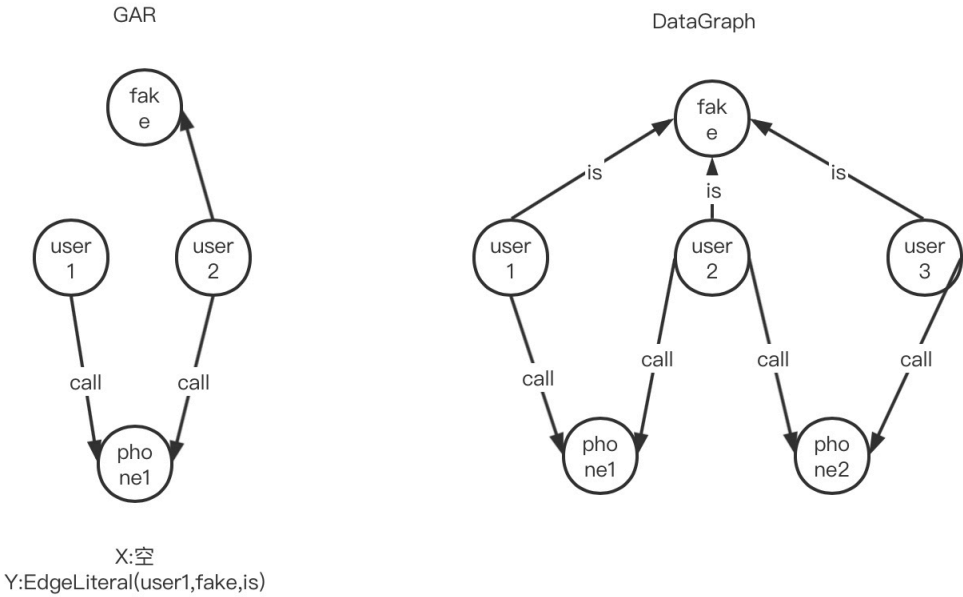 GAR
DataGraph
fak
e
user
1
user
2
call
call
pho
ne1
X:空
Y:EdgeLiteral(user1,fake,is)
fak
e
is
is
is
user
1
user
2
user
3
call
call
call
call
pho
ne1
pho
ne2